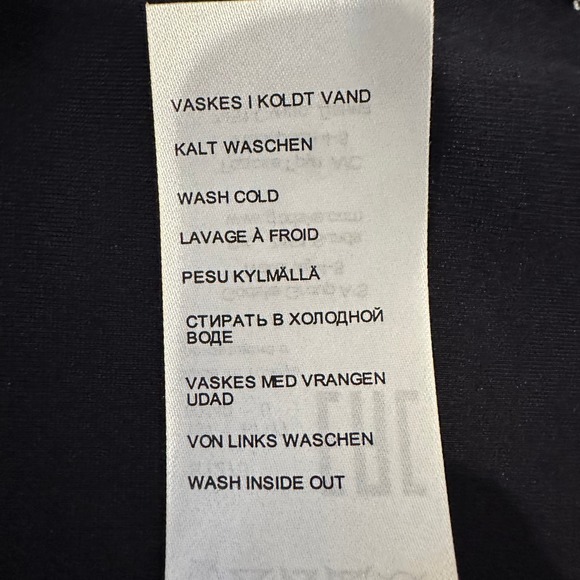 VASKES I KOLDT VAND
KALT WASCHEN
WASH COLD
LAVAGE À FROID
PESU KYLMÄLLÄ
СТИРАТЬ В ХОЛОДНОЙ
ВОДЕ
VASKES MED VRANGEN
UDAD
VON LINKS WASCHEN
WASH INSIDE OUT